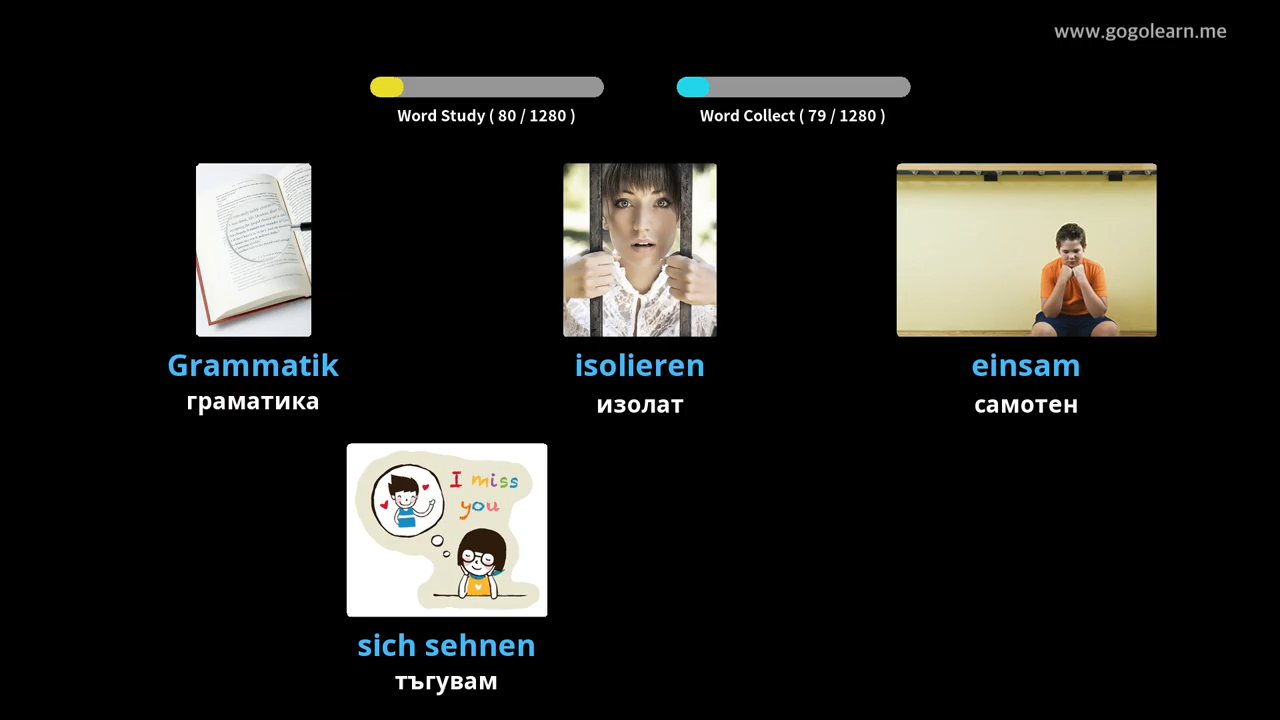 www.gogolearn.me
Word Study ( 80 / 1280 )
Word Collect ( 79 / 1280 )
Grammatik
граматика
isolieren
изолат
einsam
самотен
I miss
you
sich sehnen
тъгувам